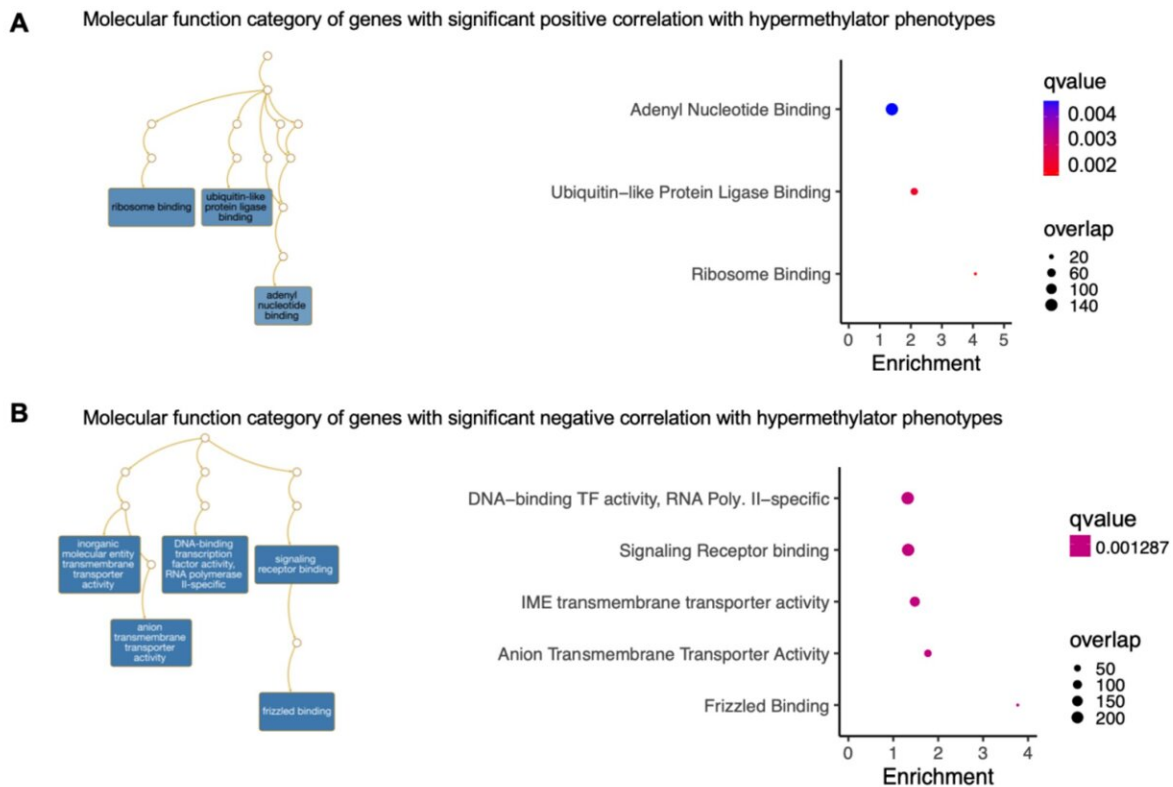 A
Molecular function category of genes with significant positive correlation with hypermethylator phenotypes
ribosome binding
ubiquitin-like
protein ligase
binding
adenyl
nucleotide
binding
Adenyl Nucleotide Binding
Ubiquitin−like Protein Ligase Binding
Ribosome Binding
0 1 2 3 4 5
Enrichment
qvalue
0.004
0.003
0.002
overlap
20
60
100
140
B
Molecular function category of genes with significant negative correlation with hypermethylator phenotypes
inorganic
molecular entity
transmembrane
transporter
activity
DNA-binding
transcription
factor activity,
RNA polymerase
II-specific
signaling
receptor binding
anion
transmembrane
transporter
activity
frizzled binding
DNA−binding TF activity, RNA Poly. II−specific
Signaling Receptor binding
IME transmembrane transporter activity
Anion Transmembrane Transporter Activity
Frizzled Binding
0 1 2 3 4
Enrichment
qvalue
0.001287
overlap
50
100
150
200